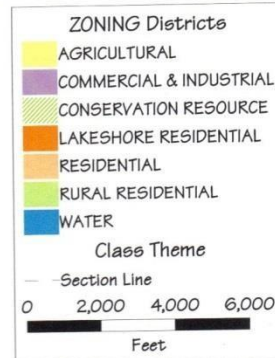 ZONING Districts
AGRICULTURAL
COMMERCIAL & INDUSTRIAL
CONSERVATION RESOURCE
LAKESHORE RESIDENTIAL
RESIDENTIAL
RURAL RESIDENTIAL
WATER
Class Theme
Section Line
0 2,000 4,000 6,000
Feet